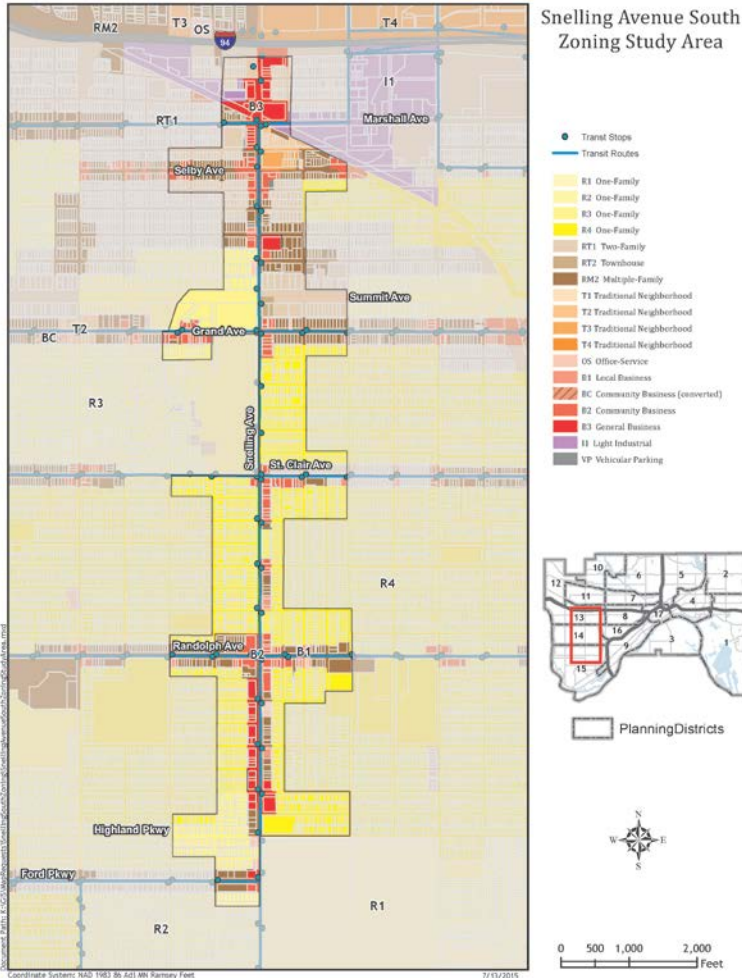 Snelling Avenue South
Zoning Study Area
RM2
T3
OS
94
T4
I1
B3
RT1
Marshall Ave
Selby Ave
Summit Ave
T2
Grand Ave
BC
R3
Snelling Ave
St. Clair Ave
R4
Randolph Ave
B2
B1
Highland Pkwy
Ford Pkwy
R2
R1
Coordinate System: NAD 1983 86 Adj MN Ramsey Feet
7/13/2015
Transt Stops
Transit Routes
R1 One-Family
R2 One-Family
R3 One-Family
R4 One-Family
RT1 Two-Family
RT2 Townhouse
RM2 Multiple-Family
T1 Traditional Neighborhood
T2 Traditional Neighborhood
T3 Traditional Neighborhood
T4 Traditional Neighborhood
OS Office-Service
B1 Local Business
BC Community Business (converted)
B2 Community Business
B3 General Business
I1 Light Industrial
VP Vehicular Parking
10
12
6
5
2
11
7
4
13
8
17
14
16
9
3
1
15
PlanningDistricts
N
W
E
S
0 500 1,000 2,000
Feet